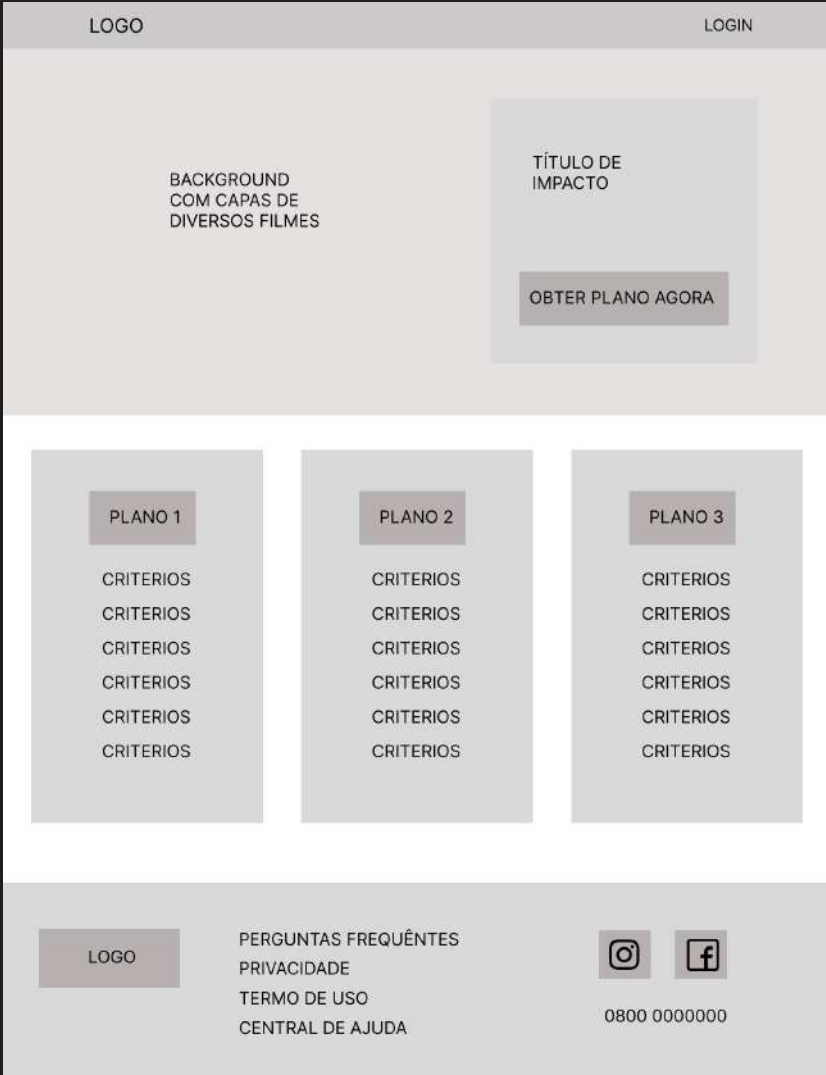 LOGO
LOGIN
BACKGROUND
COM CAPAS DE
DIVERSOS FILMES
TÍTULO DE
IMPACTO
OBTER PLANO AGORA
PLANO 1
CRITERIOS
CRITERIOS
CRITERIOS
CRITERIOS
CRITERIOS
CRITERIOS
PLANO 2
CRITERIOS
CRITERIOS
CRITERIOS
CRITERIOS
CRITERIOS
CRITERIOS
PLANO 3
CRITERIOS
CRITERIOS
CRITERIOS
CRITERIOS
CRITERIOS
CRITERIOS
LOGO
PERGUNTAS FREQUÊNTES
PRIVACIDADE
TERMO DE USO
CENTRAL DE AJUDA
0800 0000000